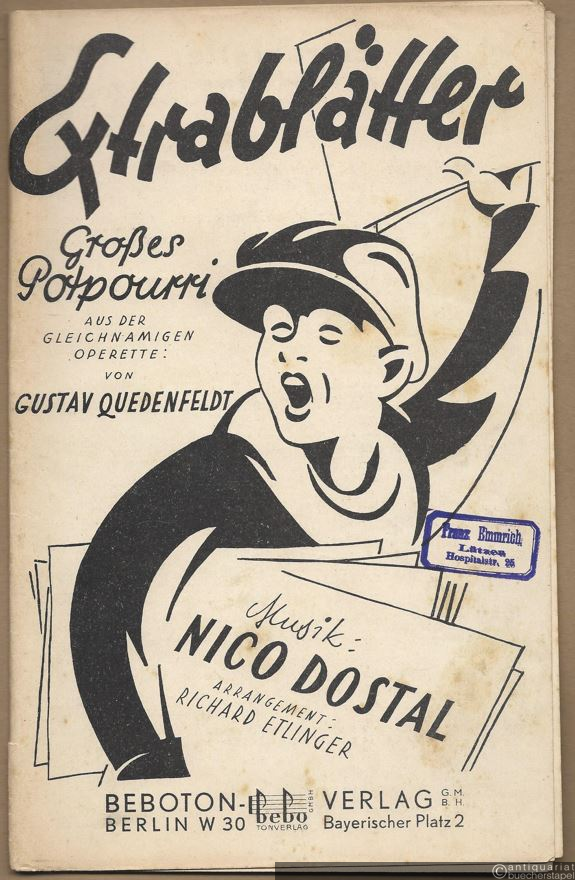 Extrablätter
Großes
Potpourri
AUS DER
GLEICHNAMIGEN
OPERETTE:
VON
GUSTAV QUEDENFELDT
Franz Emmrich,
Lützen
Hospitalstr. 25
Musik:
NICO DOSTAL
ARRANGEMENT:
RICHARD ETLINGER
BEBOTON-
BERLIN W 30
bebo
TONVERLAG
GMBH
VERLAG G.M.B.H.
Bayerischer Platz 2
©antiquariat
buecherstapel